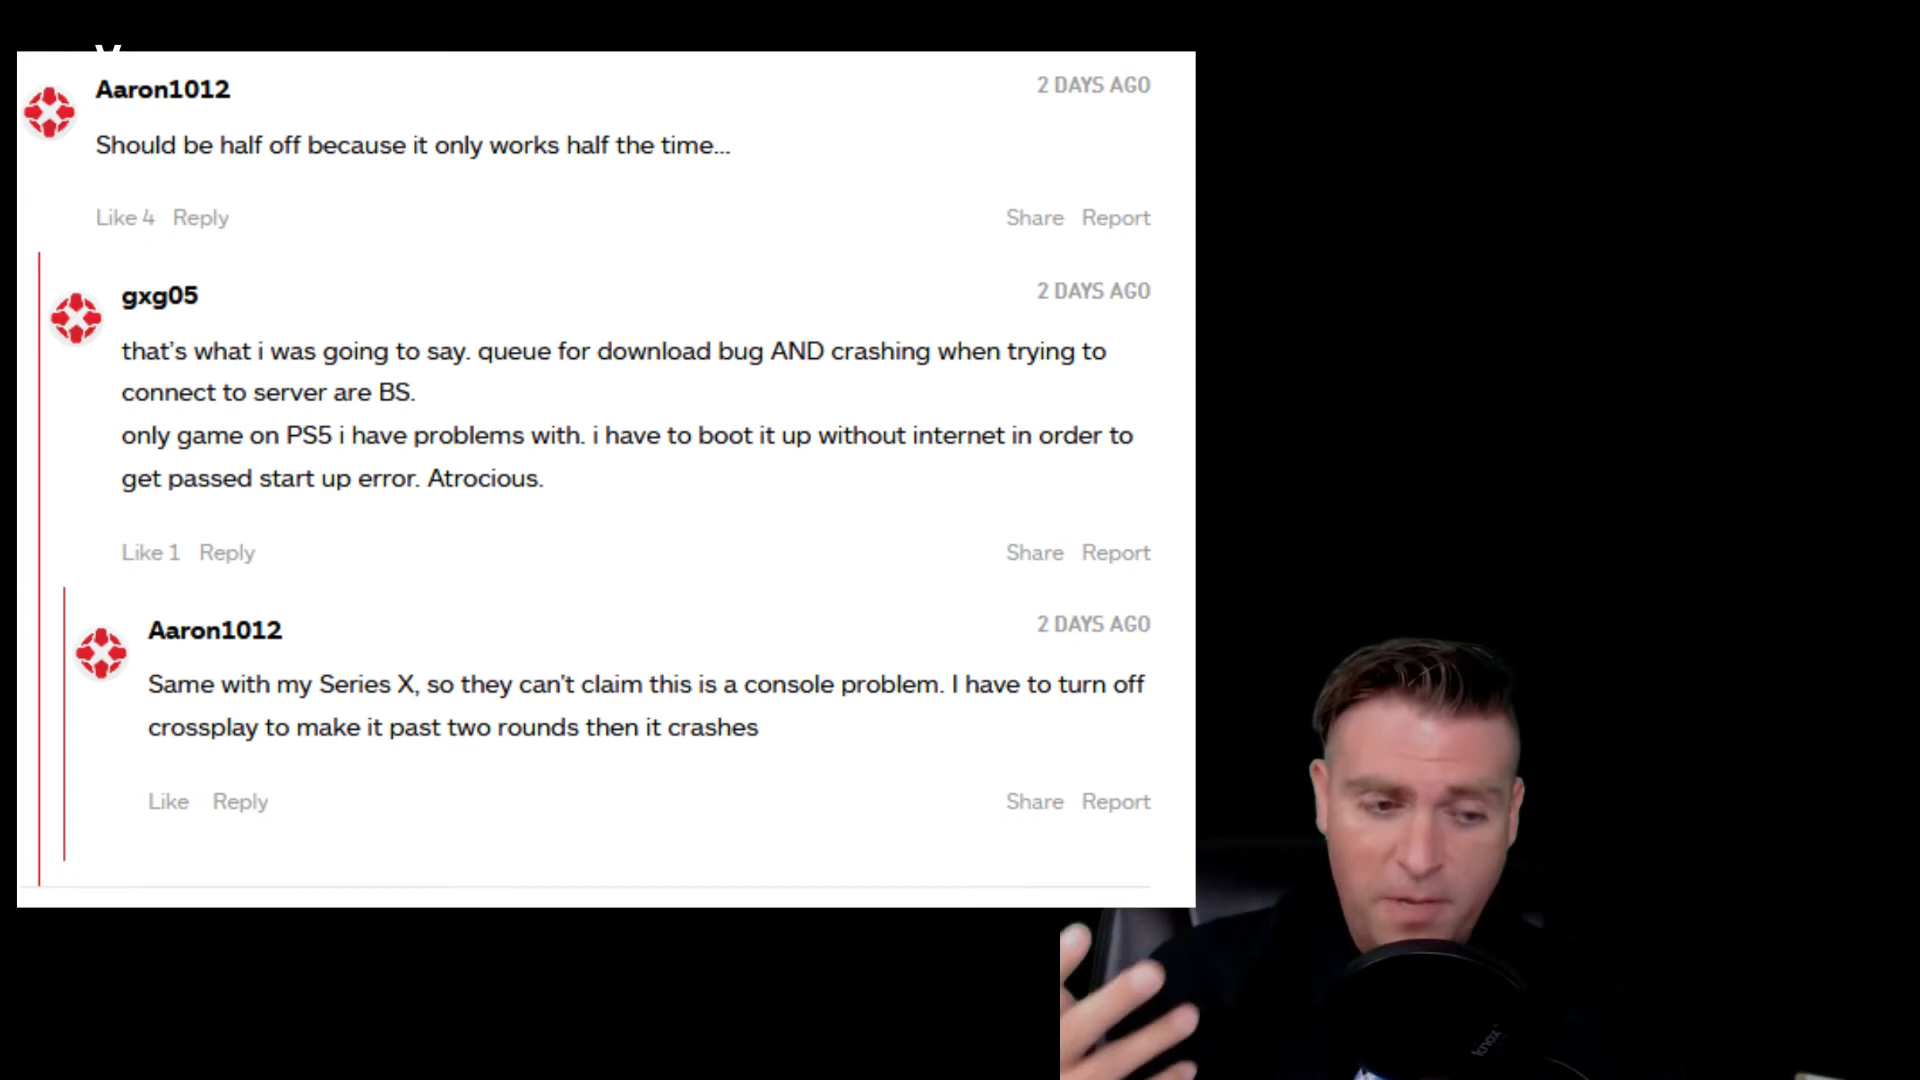 Aaron1012
2 DAYS AGO
Should be half off because it only works half the time...
Like 4 Reply
Share Report
gxg05
2 DAYS AGO
that's what i was going to say. queue for download bug AND crashing when trying to
connect to server are BS.
only game on PS5 i have problems with. i have to boot it up without internet in order to
get passed start up error. Atrocious.
Like 1 Reply
Share Report
Aaron1012
2 DAYS AGO
Same with my Series X, so they can't claim this is a console problem. I have to turn off
crossplay to make it past two rounds then it crashes
Like Reply
Share Report
knox